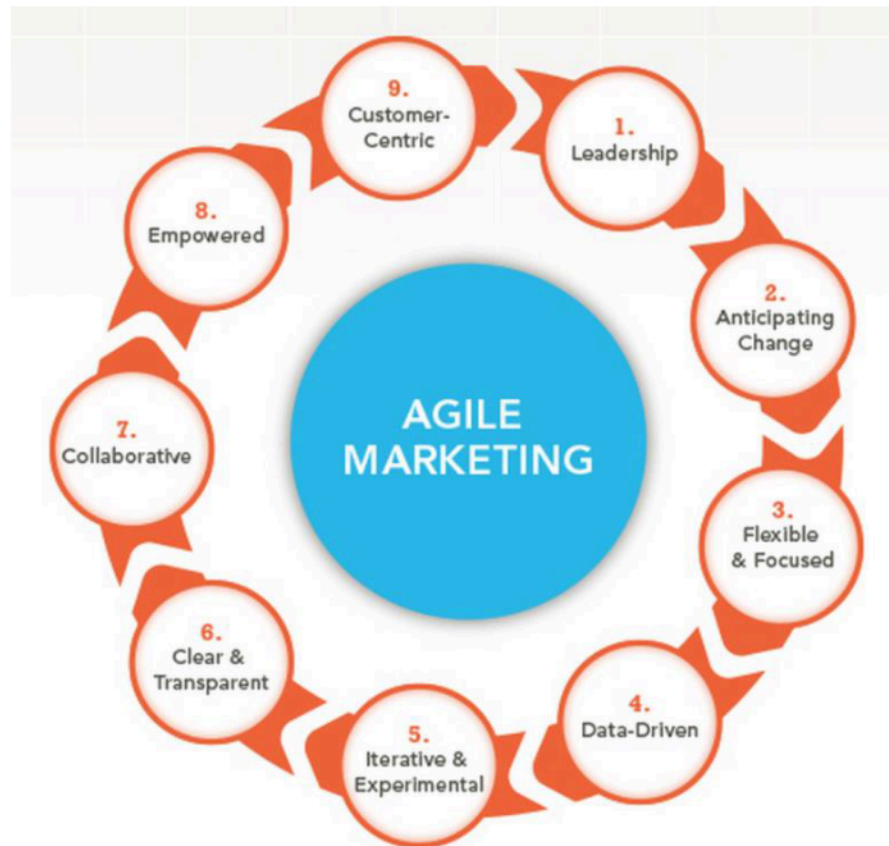 AGILE
MARKETING
1.
Leadership
2.
Anticipating
Change
3.
Flexible
& Focused
4.
Data-Driven
5.
Iterative &
Experimental
6.
Clear &
Transparent
7.
Collaborative
8.
Empowered
9.
Customer-
Centric